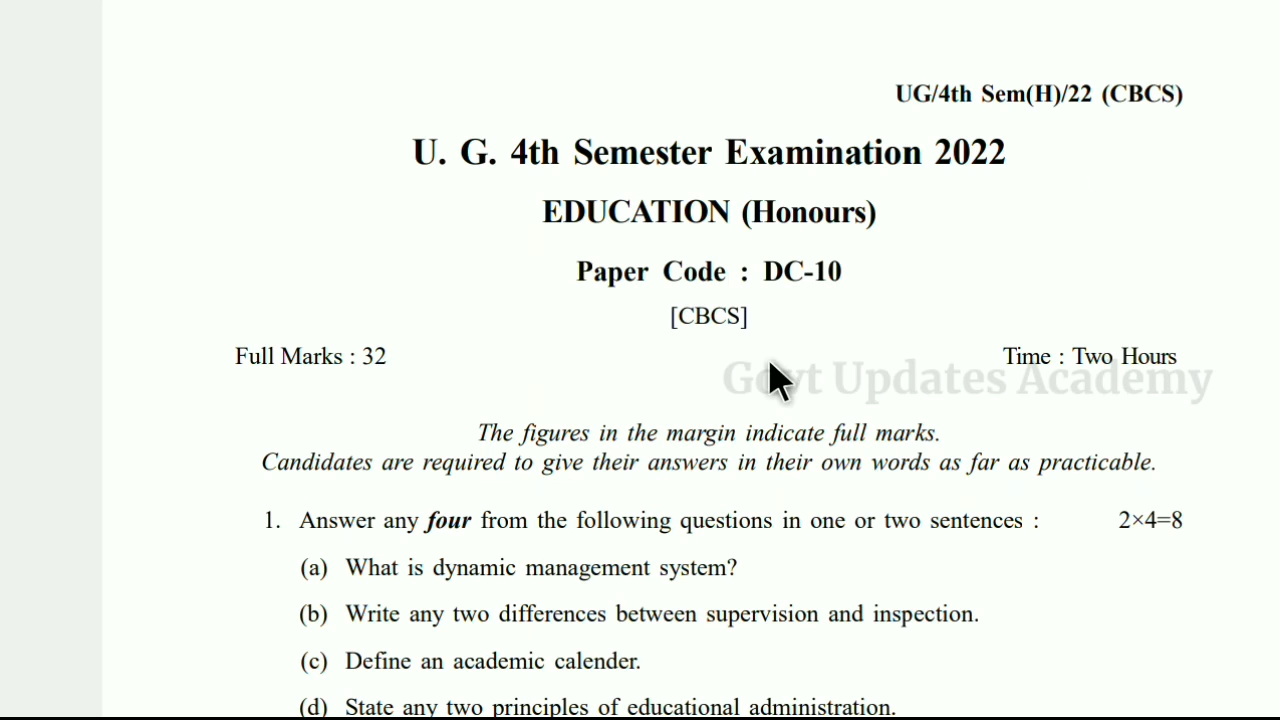 UG/4th Sem(H)/22 (CBCS)
U. G. 4th Semester Examination 2022
EDUCATION (Honours)
Paper Code : DC-10
[CBCS]
Full Marks : 32 Time : Two Hours
Govt Updates Academy
The figures in the margin indicate full marks.
Candidates are required to give their answers in their own words as far as practicable.
1. Answer any four from the following questions in one or two sentences : 2×4=8
(a) What is dynamic management system?
(b) Write any two differences between supervision and inspection.
(c) Define an academic calender.
(d) State any two principles of educational administration.